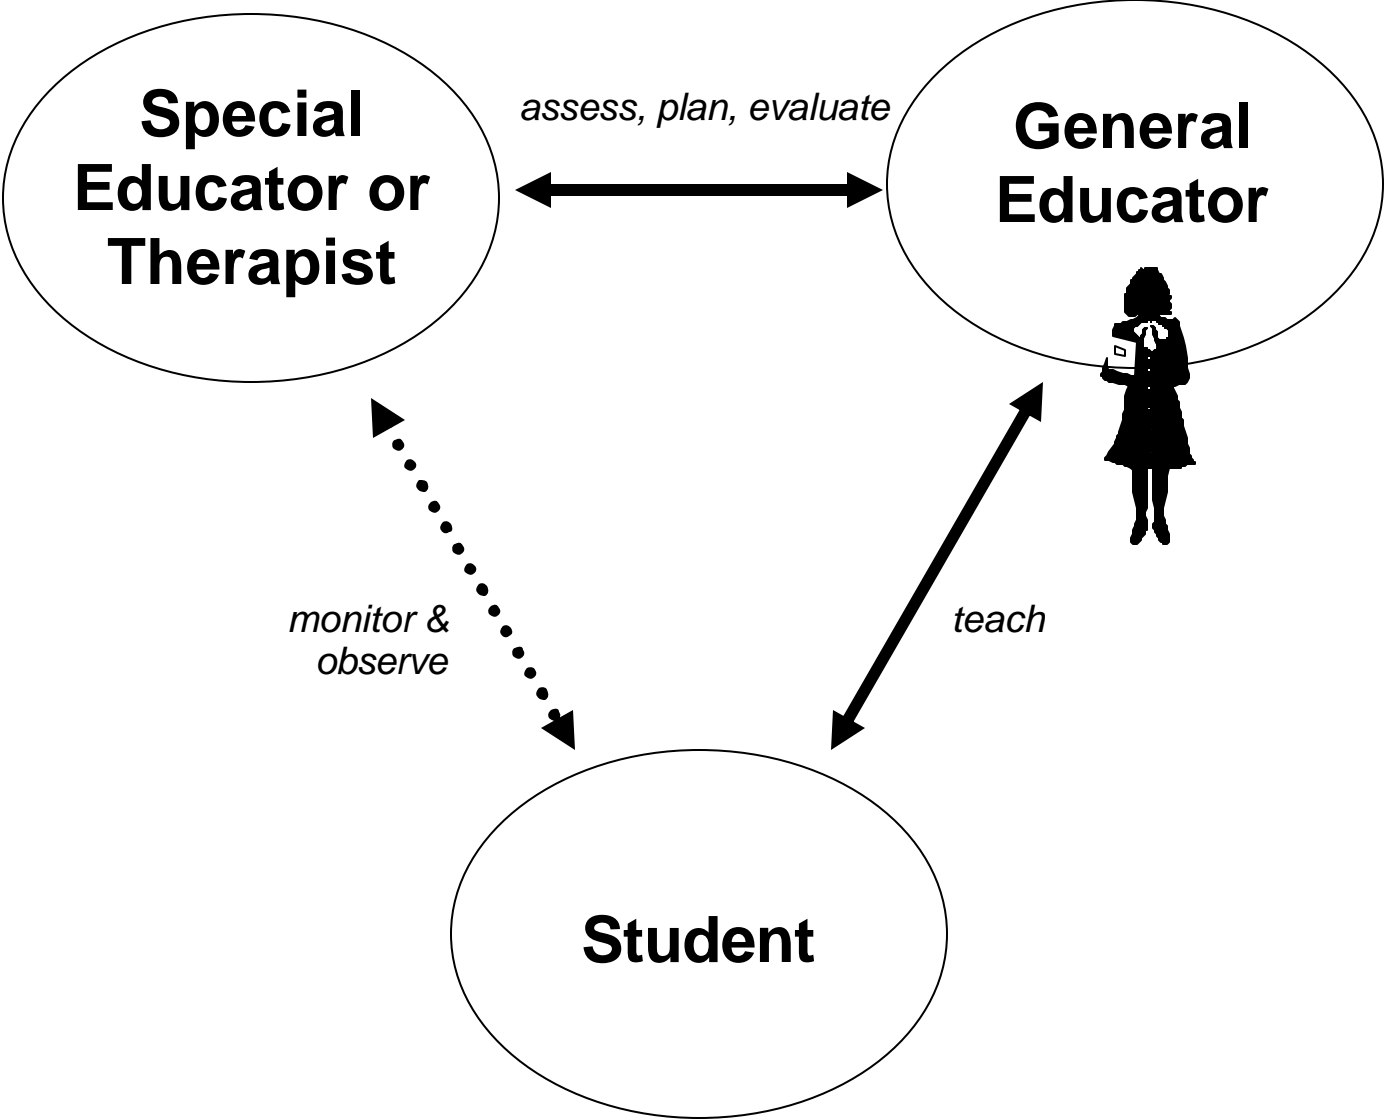 Special
Educator or
Therapist
assess, plan, evaluate
General
Educator
monitor &
observe
teach
Student